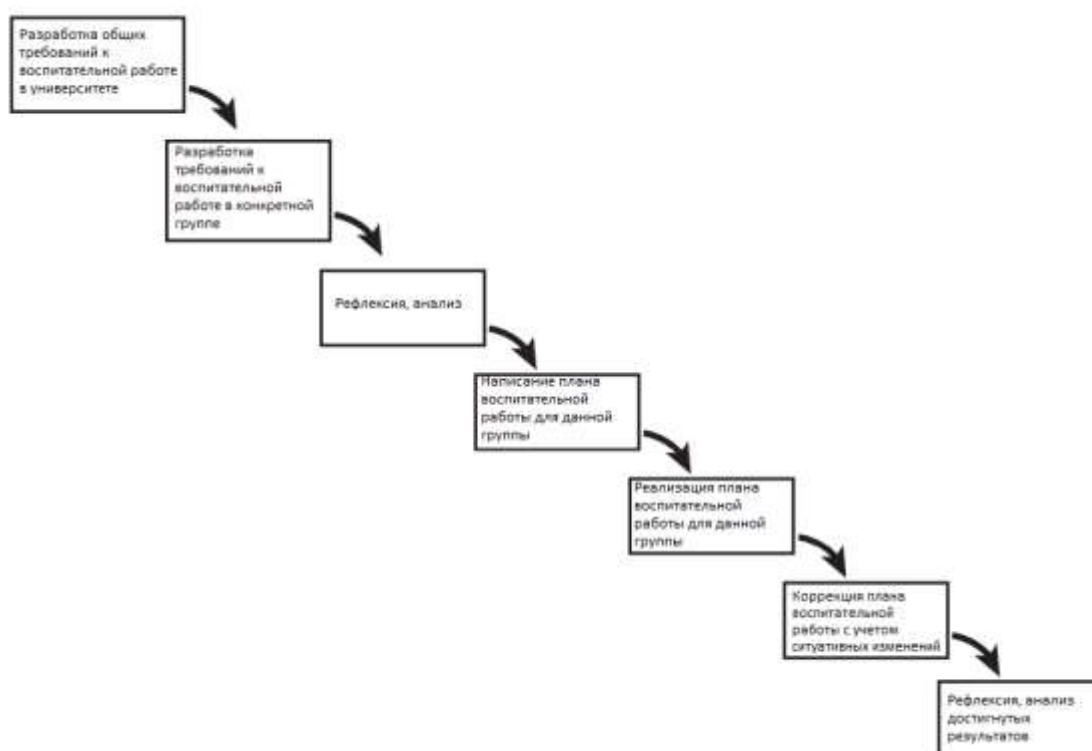 Разработка общих
требований к
воспитательной работе
в университете
Разработка
требований к
воспитательной
работе в конкретной
группе
Рефлексия, анализ
Написание плана
воспитательной
работы для данной
группы
Реализация плана
воспитательной
работы для данной
группы
Коррекция плана
воспитательной
работы с учетом
ситуативных изменений
Рефлексия, анализ
достигнутых
результатов